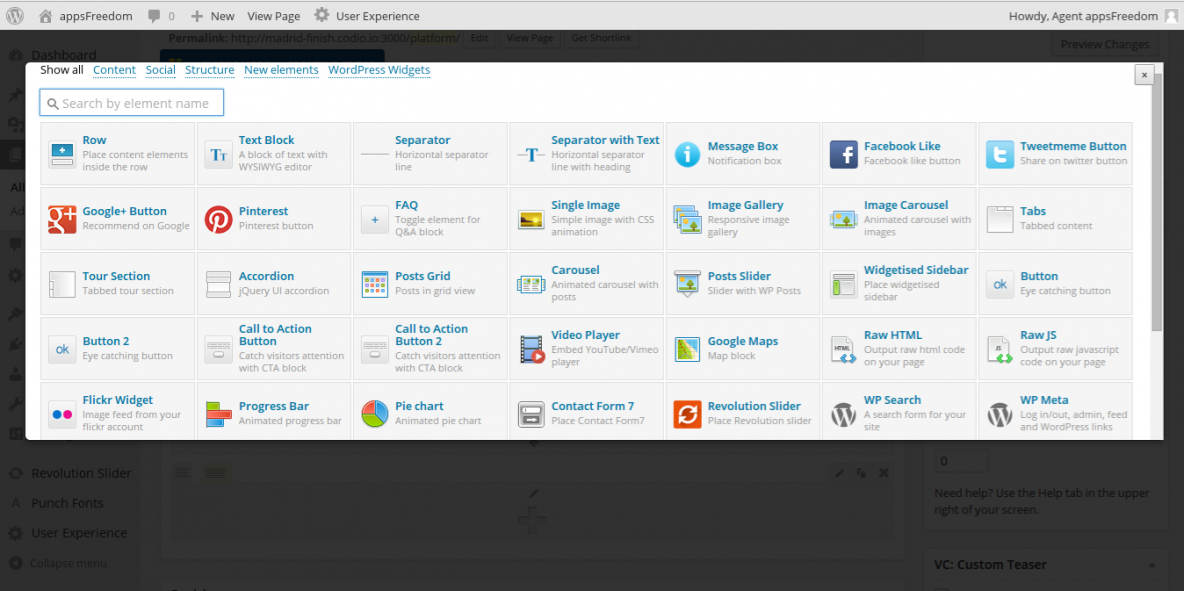 appsFreedom 0 New View Page User Experience Howdy, Agent appsFreedom
Permalink: http://madrid-finish.codio.io:3000/platform/ Edit View Page Get Shortlink
Preview Changes
Dashboard
Show all Content Social Structure New elements WordPress Widgets
×
Search by element name
Row
Place content elements
inside the row
Text Block
A block of text with
WYSIWYG editor
Separator
Horizontal separator
line
Separator with Text
Horizontal separator
line with heading
Message Box
Notification box
Facebook Like
Facebook like button
Tweetmeme Button
Share on twitter button
Google+ Button
Recommend on Google
Pinterest
Pinterest button
FAQ
Toggle element for
Q&A block
Single Image
Simple image with CSS
animation
Image Gallery
Responsive image
gallery
Image Carousel
Animated carousel with
images
Tabs
Tabbed content
Tour Section
Tabbed tour section
Accordion
jQuery UI accordion
Posts Grid
Posts in grid view
Carousel
Animated carousel with
posts
Posts Slider
Slider with WP Posts
Widgetised Sidebar
Place widgetised
sidebar
ok
Button
Eye catching button
ok
Button 2
Eye catching button
Call to Action
Button
Catch visitors attention
with CTA block
Call to Action
Button 2
Catch visitors attention
with CTA block
Video Player
Embed YouTube/Vimeo
player
Google Maps
Map block
HTML
Raw HTML
Output raw html code
on your page
JS
Raw JS
Output raw javascript
code on your page
Flickr Widget
Image feed from your
flickr account
Progress Bar
Animated progress bar
Pie chart
Animated pie chart
Contact Form 7
Place Contact Form7
Revolution Slider
Place Revolution slider
WP Search
A search form for your
site
WP Meta
Log in/out, admin, feed
and WordPress links
All
Ad
Revolution Slider
Punch Fonts
User Experience
Collapse menu
0
Need help? Use the Help tab in the upper
right of your screen.
VC: Custom Teaser